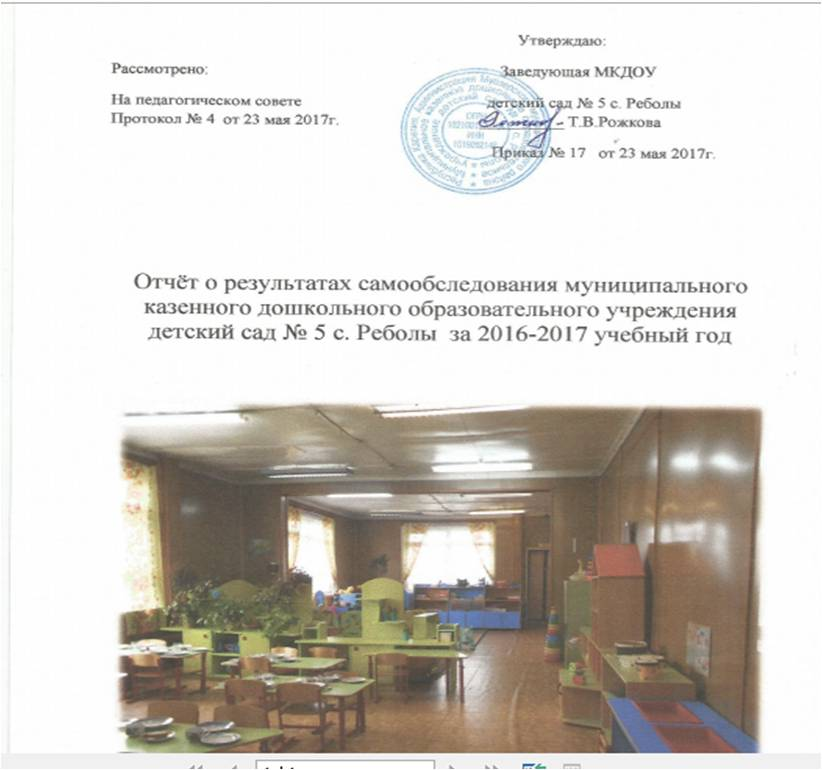 Утверждаю:
Рассмотрено:
Заведующая МКДОУ
На педагогическом совете
детский сад № 5 с. Реболы
Протокол № 4 от 23 мая 2017г.
Т.В.Рожкова
Приказ № 17 от 23 мая 2017г.
Отчёт о результатах самообследования муниципального
казенного дошкольного образовательного учреждения
детский сад № 5 с. Реболы за 2016-2017 учебный год